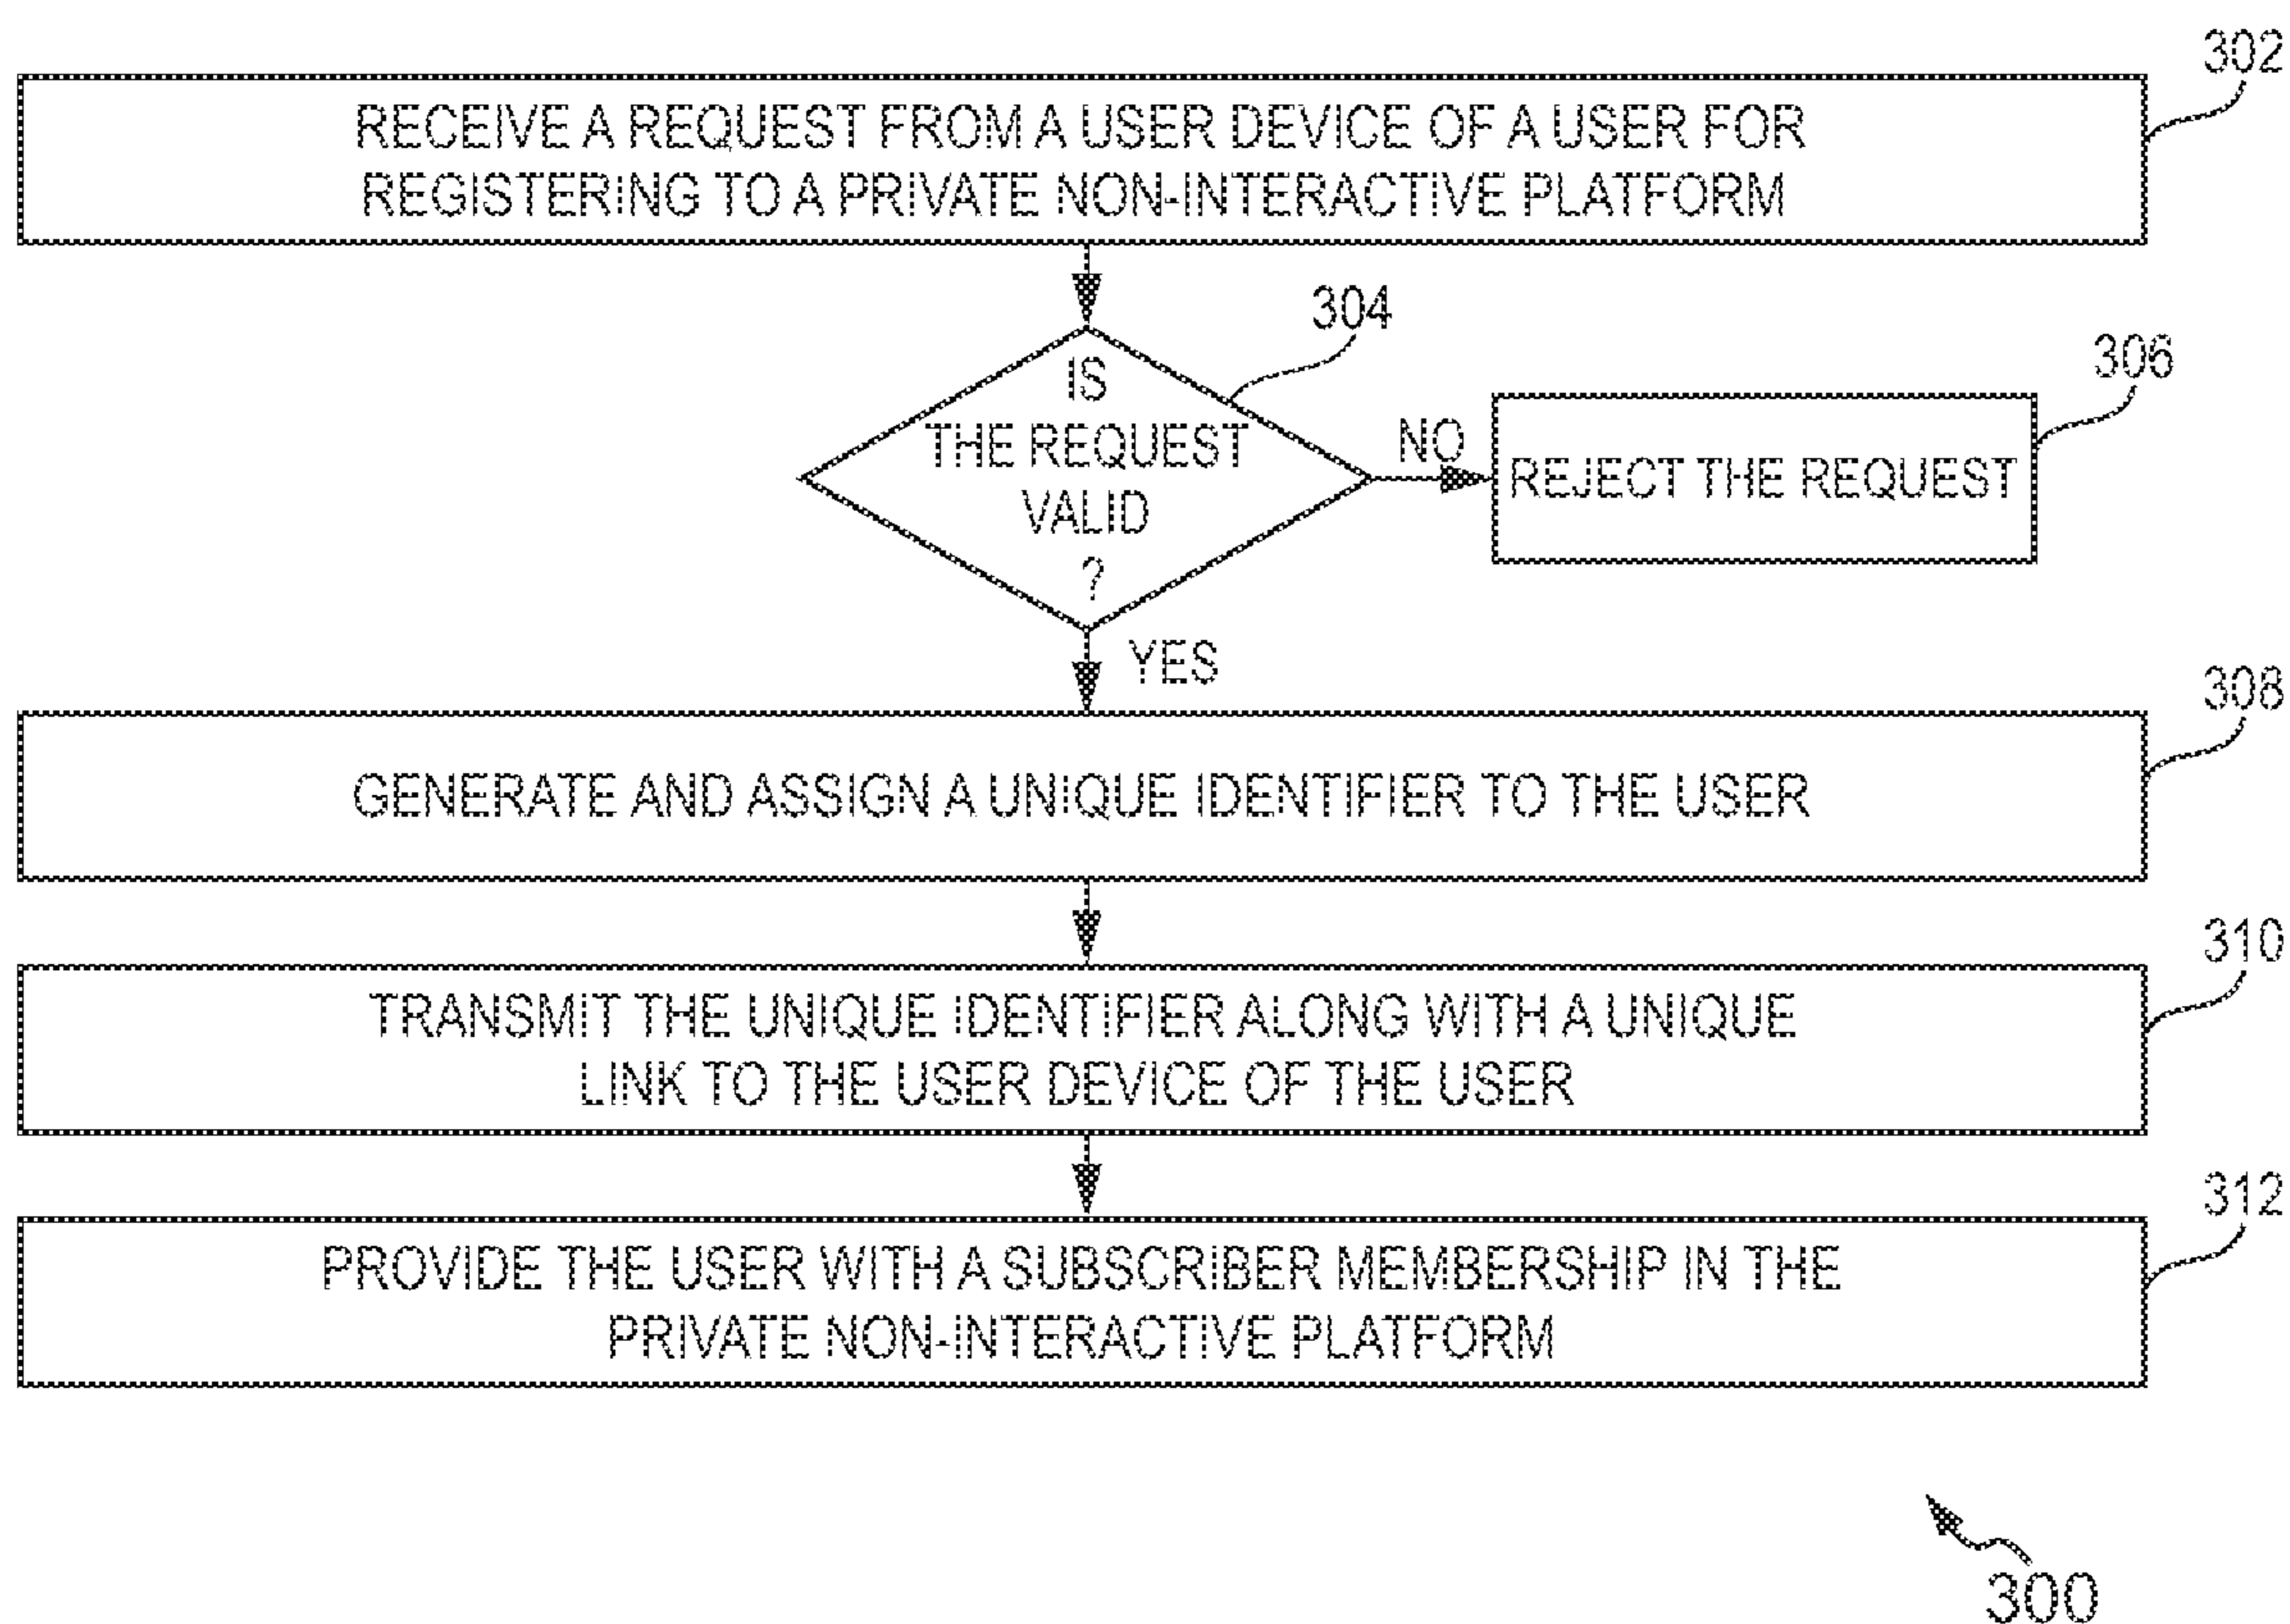 302
RECEIVE A REQUEST FROM A USER DEVICE OF A USER FOR
REGISTERING TO A PRIVATE NON-INTERACTIVE PLATFORM
304
IS
THE REQUEST
VALID
?
NO
306
REJECT THE REQUEST
YES
308
GENERATE AND ASSIGN A UNIQUE IDENTIFIER TO THE USER
310
TRANSMIT THE UNIQUE IDENTIFIER ALONG WITH A UNIQUE
LINK TO THE USER DEVICE OF THE USER
312
PROVIDE THE USER WITH A SUBSCRIBER MEMBERSHIP IN THE
PRIVATE NON-INTERACTIVE PLATFORM
300